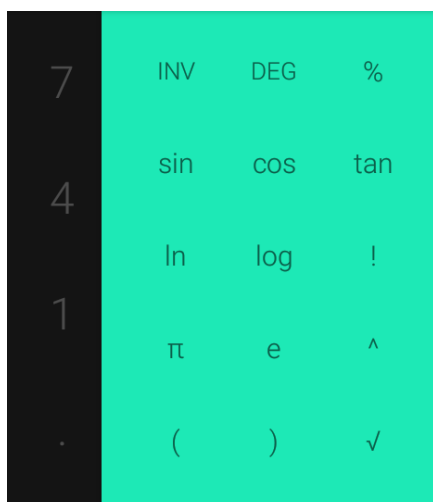 7
4
1
.
INV DEG %
sin cos tan
ln log !
π e ^
( ) √